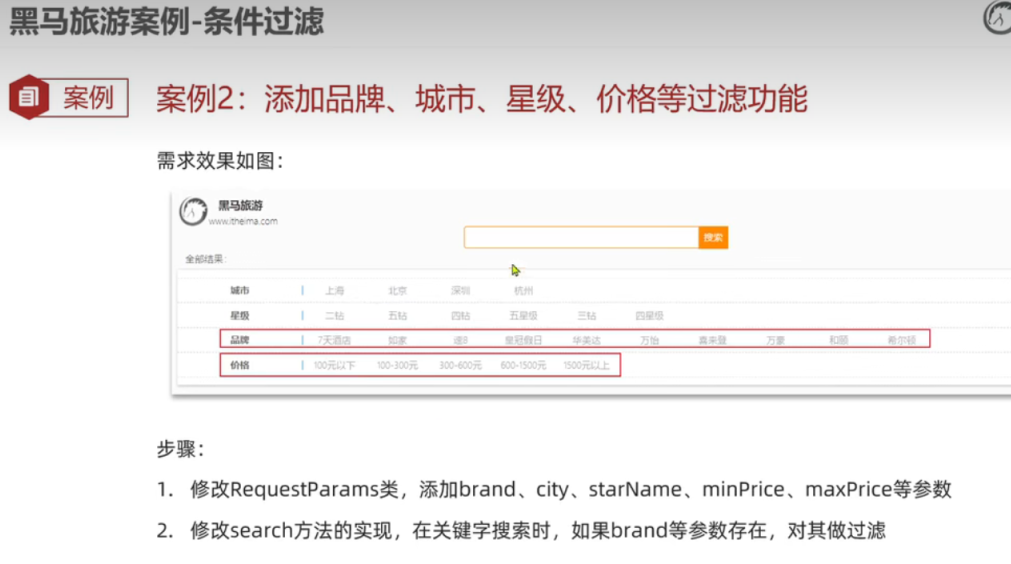 黑马旅游案例-条件过滤
案例
案例2：添加品牌、城市、星级、价格等过滤功能
需求效果如图：
黑马旅游
www.itheima.com
搜索
全部结果：
城市 上海 北京 深圳 杭州
星级 二钻 五钻 四钻 五星级 三钻 四星级
品牌 7天酒店 如家 速8 皇冠假日 华美达 万怡 喜来登 万豪 和颐 希尔顿
价格 100元以下 100-300元 300-600元 600-1500元 1500元以上
步骤：
1. 修改RequestParams类，添加brand、city、starName、minPrice、maxPrice等参数
2. 修改search方法的实现，在关键字搜索时，如果brand等参数存在，对其做过滤